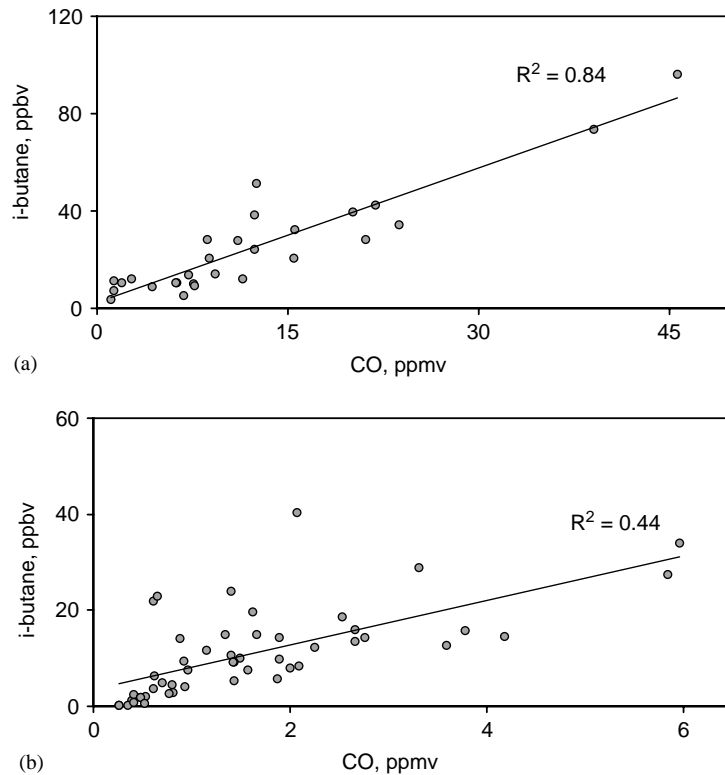 120
R² = 0.84
80
i-butane, ppbv
40
0
0 15 30 45
(a)
CO, ppmv
60
R² = 0.44
40
i-butane, ppbv
20
0
0 2 4 6
(b)
CO, ppmv